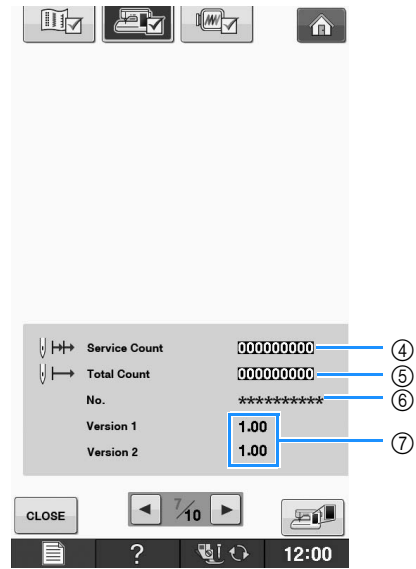 Service Count 000000000 ④
Total Count 000000000 ⑤
No. ********** ⑥
Version 1 1.00
Version 2 1.00 ⑦
CLOSE 7/10
? 12:00